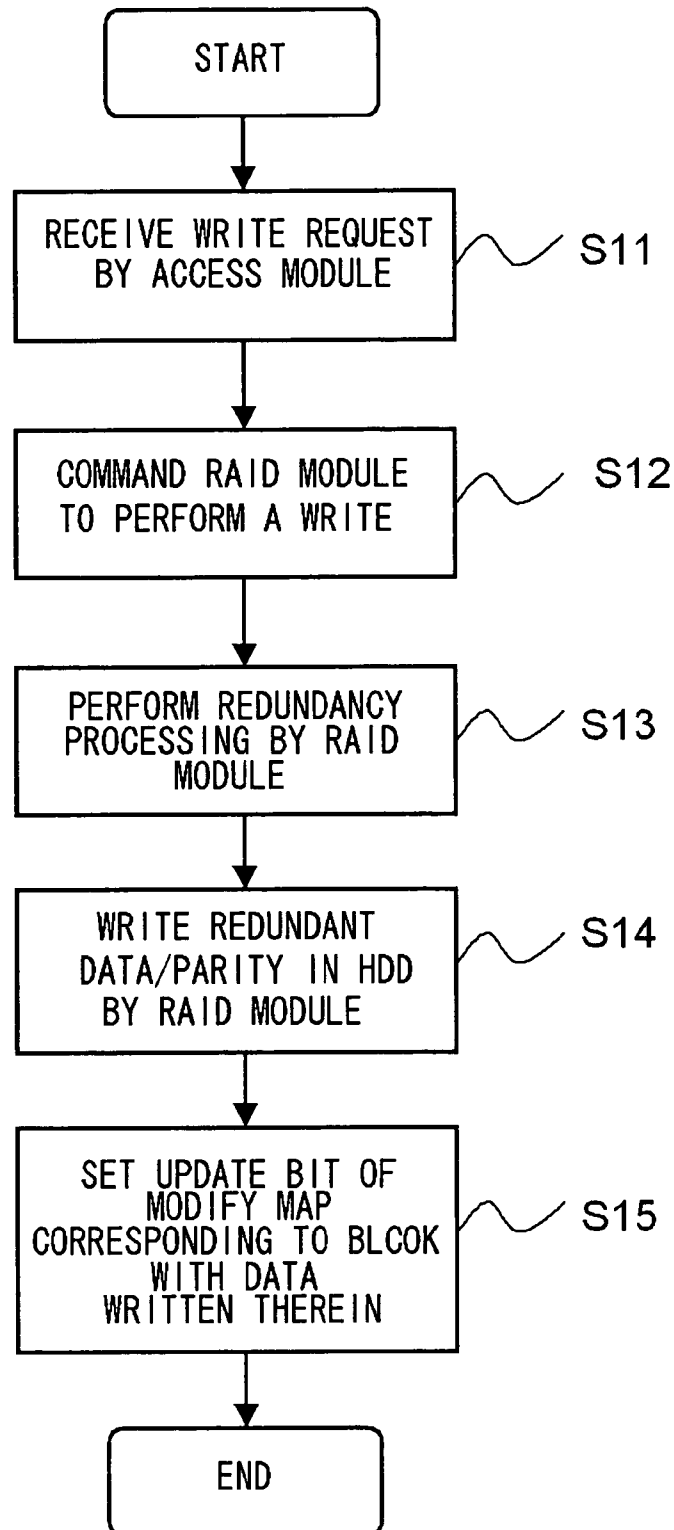 START
RECEIVE WRITE REQUEST
BY ACCESS MODULE
S11
COMMAND RAID MODULE
TO PERFORM A WRITE
S12
PERFORM REDUNDANCY
PROCESSING BY RAID
MODULE
S13
WRITE REDUNDANT
DATA/PARITY IN HDD
BY RAID MODULE
S14
SET UPDATE BIT OF
MODIFY MAP
CORRESPONDING TO BLCOK
WITH DATA
WRITTEN THEREIN
S15
END